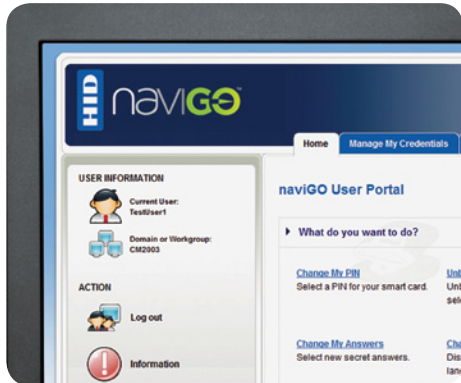 HID
naviGO™
Home
Manage My Credentials
USER INFORMATION
Current User:
TestUser1
Domain or Workgroup:
CM2003
ACTION
Log out
Information
naviGO User Portal
What do you want to do?
Change My PIN
Select a PIN for your smart card.
Change My Answers
Select new secret answers.